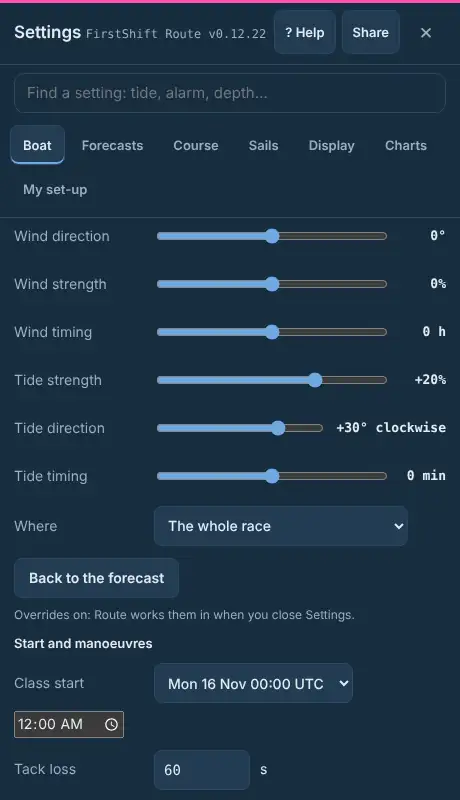 Settings FirstShift Route v0.12.22 ? Help Share ✕
Find a setting: tide, alarm, depth...
Boat Forecasts Course Sails Display Charts
My set-up
Wind direction 0°
Wind strength 0%
Wind timing 0 h
Tide strength +20%
Tide direction +30° clockwise
Tide timing 0 min
Where The whole race
Back to the forecast
Overrides on: Route works them in when you close Settings.
Start and manoeuvres
Class start Mon 16 Nov 00:00 UTC
12:00 AM
Tack loss 60 s